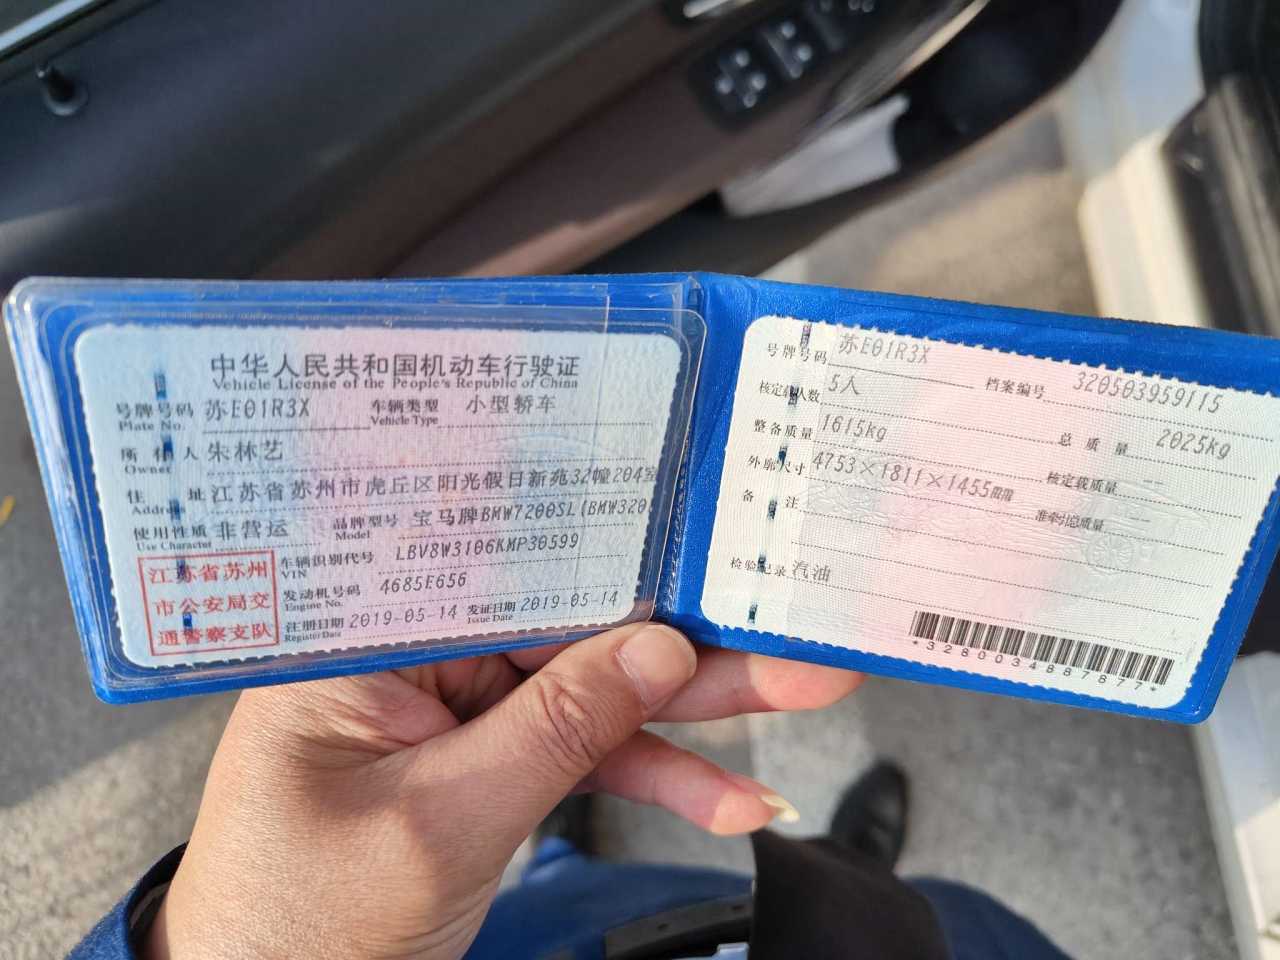 中华人民共和国机动车行驶证
Vehicle License of the People's Republic of China
号牌号码 苏E01R3X 车辆类型 小型轿车
Plate No. Vehicle Type
所有人 朱林艺
Owner
住址 江苏省苏州市虎丘区阳光假日新苑32幢204室
Address
使用性质 非营运 品牌型号 宝马牌BMW7200SL(BMW320
Use Character Model
江苏省苏州
市公安局交
通警察支队
车辆识别代号 LBV8W3106KMP30599
VIN
发动机号码 4685E656
Engine No.
注册日期 2019-05-14 发证日期 2019-05-14
Register Date Issue Date
号牌号码 苏E01R3X 档案编号 320503959115
核定载人数 5人
整备质量 1615kg 总质量 2025kg
外廓尺寸 4753×1811×1455 核定载质量 --
备注 准牵引总质量 --
检验记录 汽油
*3280034887877*